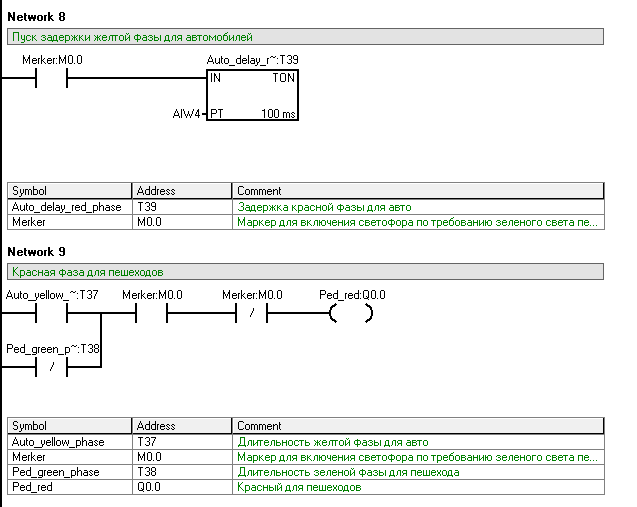 Network 8
Пуск задержки желтой фазы для автомобилей
Merker:M0.0 Auto_delay_r~:T39
IN TON
AIW4 PT 100 ms
Symbol Address Comment
Auto_delay_red_phase T39 Задержка красной фазы для авто
Merker M0.0 Маркер для включения светофора по требованию зеленого света пе...
Network 9
Красная фаза для пешеходов
Auto_yellow_~:T37 Merker:M0.0 Merker:M0.0 Ped_red:Q0.0
/
Ped_green_p~:T38
/
Symbol Address Comment
Auto_yellow_phase T37 Длительность желтой фазы для авто
Merker M0.0 Маркер для включения светофора по требованию зеленого света пе...
Ped_green_phase T38 Длительность зеленой фазы для пешехода
Ped_red Q0.0 Красный для пешеходов